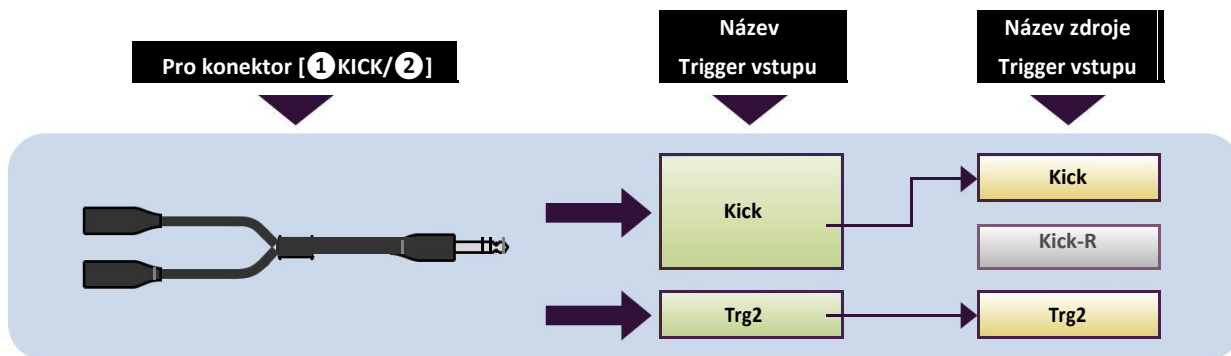 Pro konektor [❶KICK/❷]
Název
Trigger vstupu
Název zdroje
Trigger vstupu
Kick
Kick
Kick-R
Trg2
Trg2